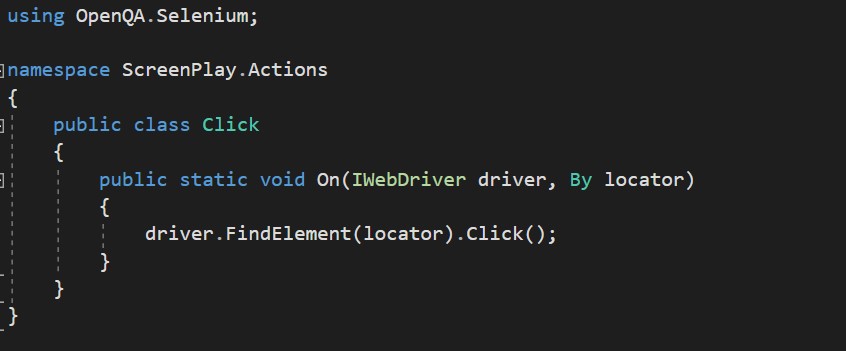 using OpenQA.Selenium;
namespace ScreenPlay.Actions
{
public class Click
{
public static void On(IWebDriver driver, By locator)
{
driver.FindElement(locator).Click();
}
}
}